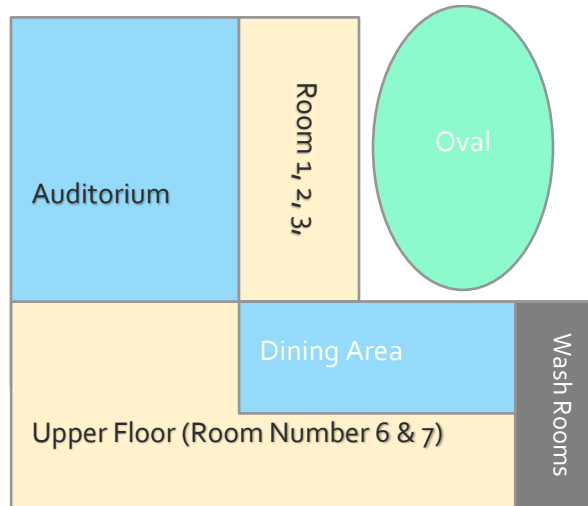 Auditorium
Room 1, 2, 3,
Oval
Dining Area
Wash Rooms
Upper Floor (Room Number 6 & 7)